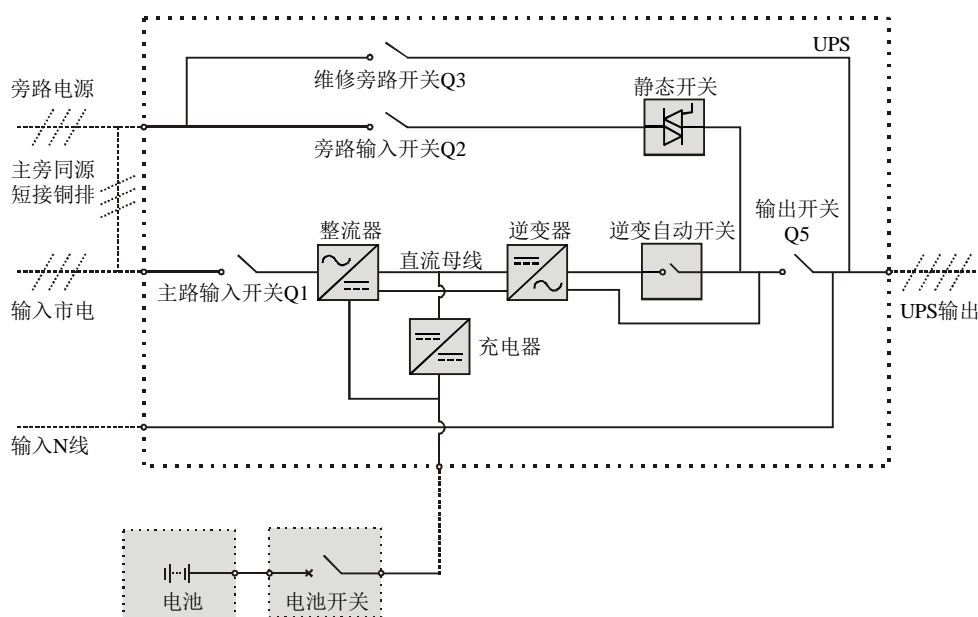 UPS
维修旁路开关Q3
旁路电源
静态开关
旁路输入开关Q2
主旁同源
短接铜排
输出开关
Q5
整流器
直流母线
逆变器
逆变自动开关
主路输入开关Q1
输入市电
UPS输出
充电器
输入N线
电池
电池开关